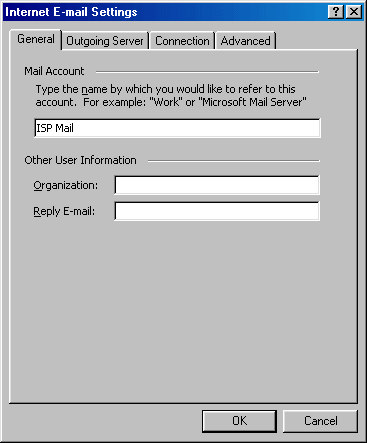 Internet E-mail Settings
General Outgoing Server Connection Advanced
Mail Account
Type the name by which you would like to refer to this
account. For example: "Work" or "Microsoft Mail Server"
ISP Mail
Other User Information
Organization:
Reply E-mail:
OK Cancel